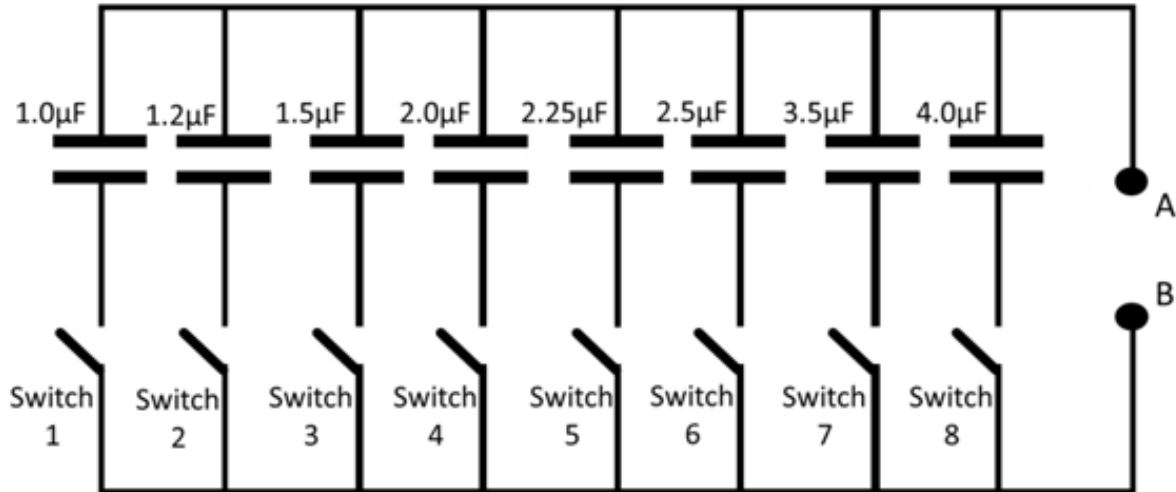 1.0µF 1.2µF 1.5µF 2.0µF 2.25µF 2.5µF 3.5µF 4.0µF
A
B
Switch Switch Switch Switch Switch Switch Switch Switch
1 2 3 4 5 6 7 8